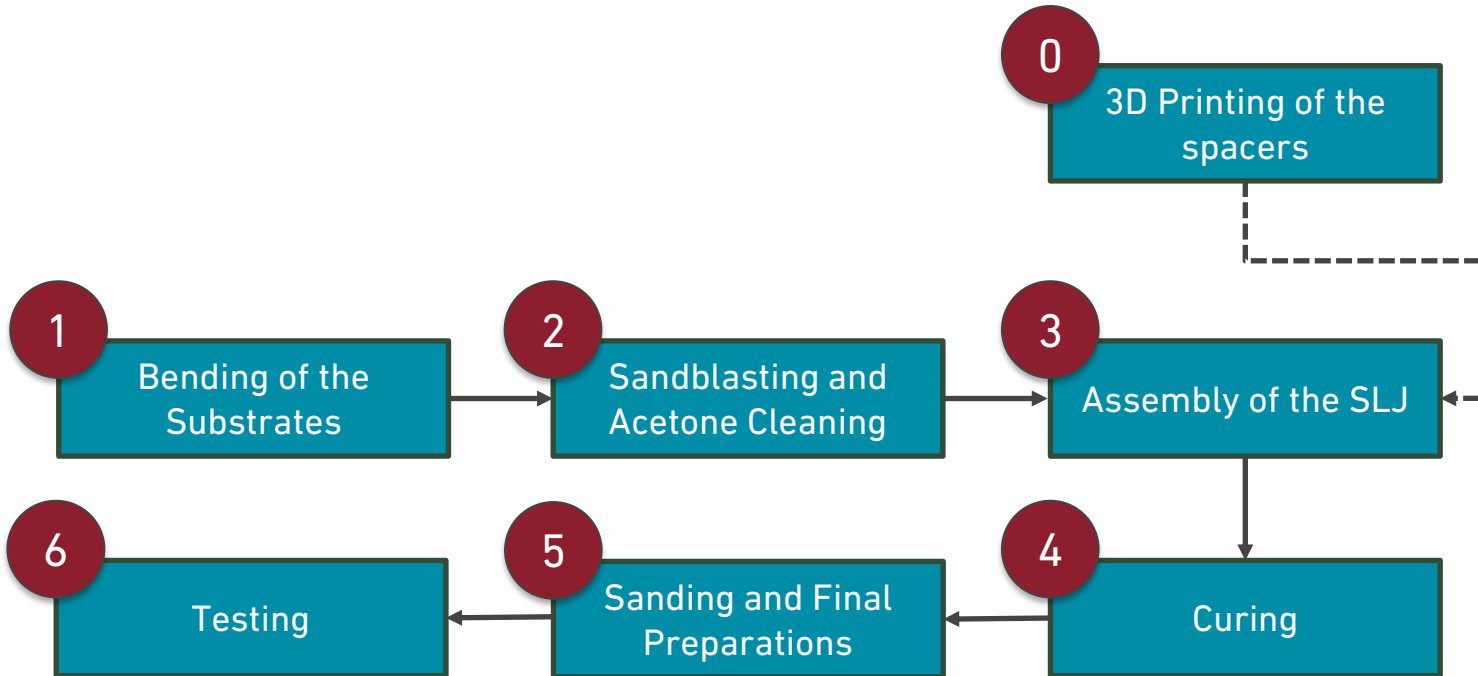 0
3D Printing of the
spacers
1
Bending of the
Substrates
2
Sandblasting and
Acetone Cleaning
3
Assembly of the SLJ
4
Curing
5
Sanding and Final
Preparations
6
Testing